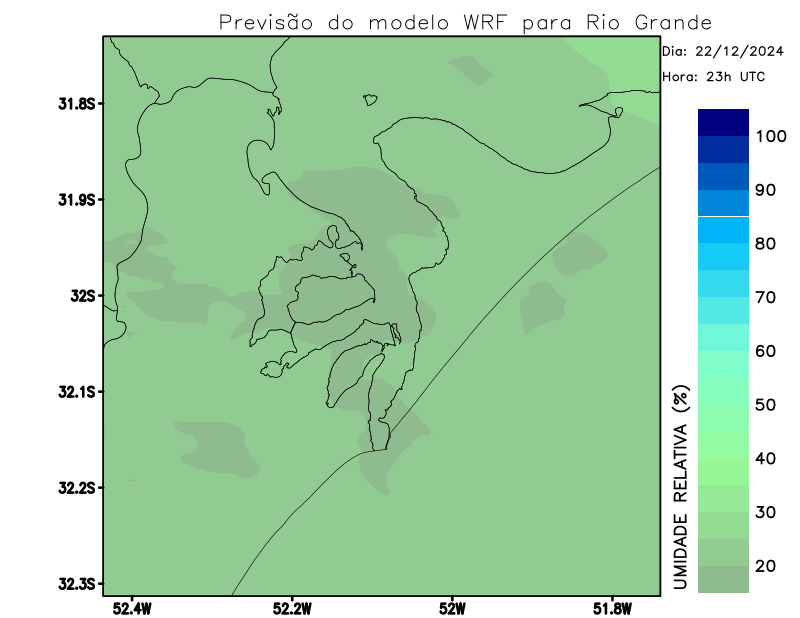 Previsão do modelo WRF para Rio Grande
Dia: 22/12/2024
Hora: 23h UTC
31.8S
31.9S
32S
32.1S
32.2S
32.3S
52.4W
52.2W
52W
51.8W
UMIDADE RELATIVA (%)
100
90
80
70
60
50
40
30
20